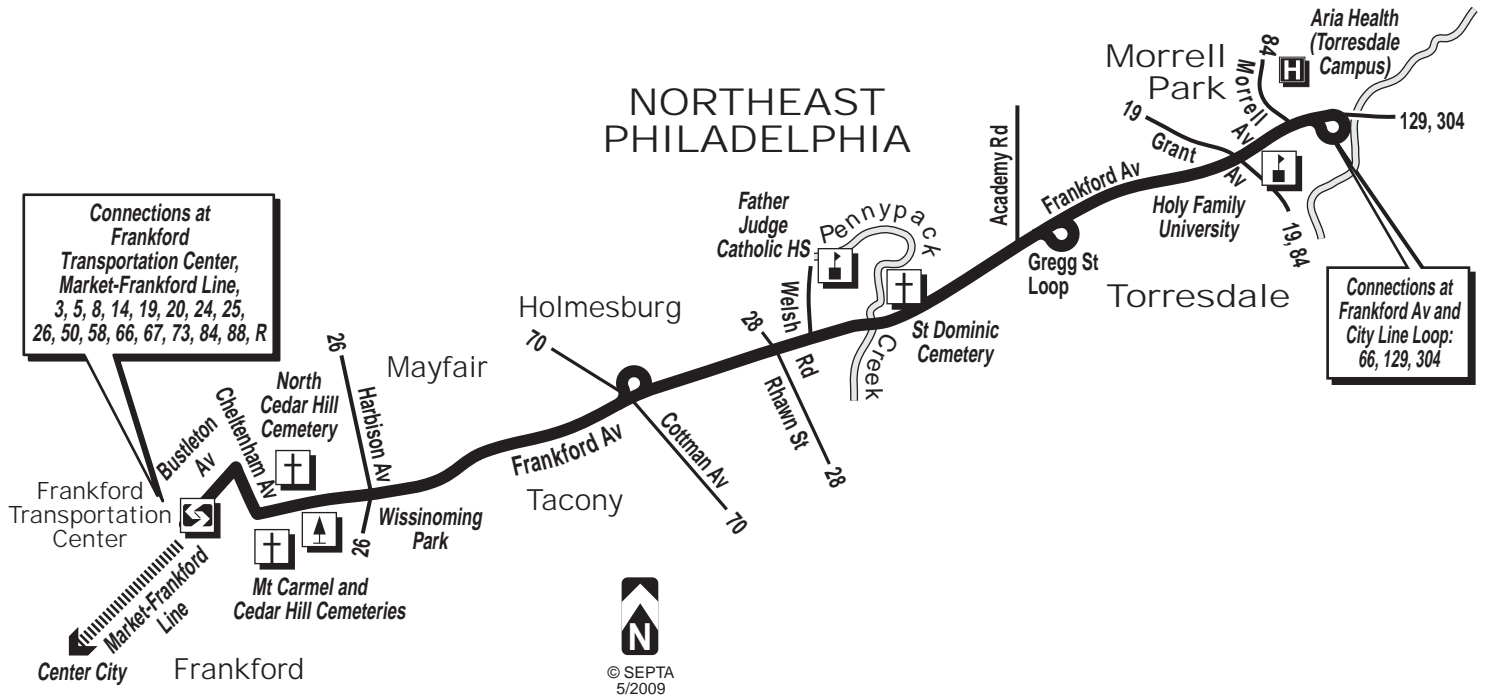 NORTHEAST
PHILADELPHIA
Connections at
Frankford
Transportation Center,
Market-Frankford Line,
3, 5, 8, 14, 19, 20, 24, 25,
26, 50, 58, 66, 67, 73, 84, 88, R
Frankford
Transportation
Center
Market-Frankford
Line
Center City
Frankford
Bustleton
Av
Cheltenham Av
North
Cedar Hill
Cemetery
Mt Carmel and
Cedar Hill Cemeteries
26
Harbison Av
26
Wissinoming
Park
Mayfair
Frankford Av
Tacony
Holmesburg
70
Cottman Av
70
28
Rhawn St
28
Welsh
Rd
Father
Judge
Catholic HS
Pennypack
Creek
St Dominic
Cemetery
Academy Rd
Frankford Av
Gregg St
Loop
Torresdale
19
Grant
Av
19, 84
Holy Family
University
Morrell
Park
84
Morrell
Av
H
Aria Health
(Torresdale
Campus)
129, 304
Connections at
Frankford Av and
City Line Loop:
66, 129, 304
N
© SEPTA
5/2009